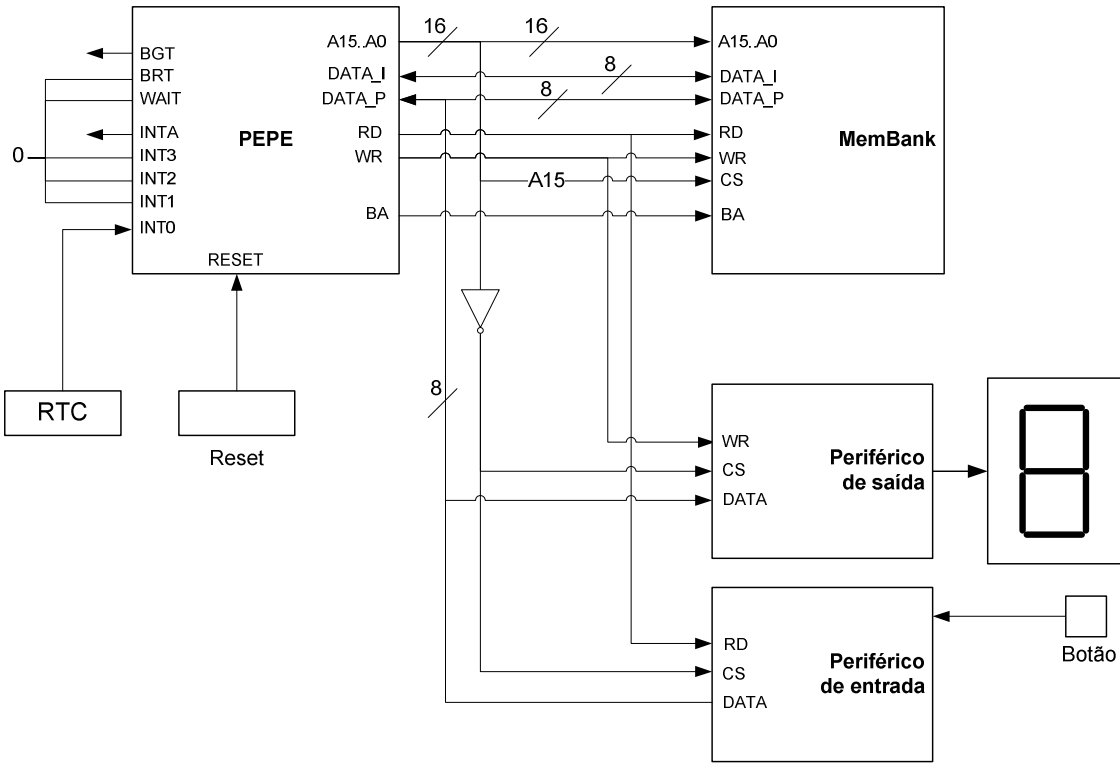 BGT
BRT
WAIT
INTA
INT3
INT2
INT1
INT0
0
PEPE
RESET
A15..A0
DATA_I
DATA_P
RD
WR
BA
16
16
8
8
A15
A15..A0
DATA_I
DATA_P
RD
WR
CS
BA
MemBank
RTC
Reset
8
WR
CS
DATA
Periférico
de saída
RD
CS
DATA
Periférico
de entrada
Botão